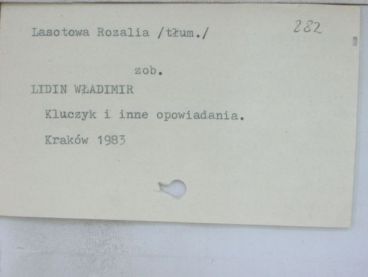 Lasotowa Rozalia /tłum./ 282
zob.
LIDIN WŁADIMIR
Kluczyk i inne opowiadania.
Kraków 1983